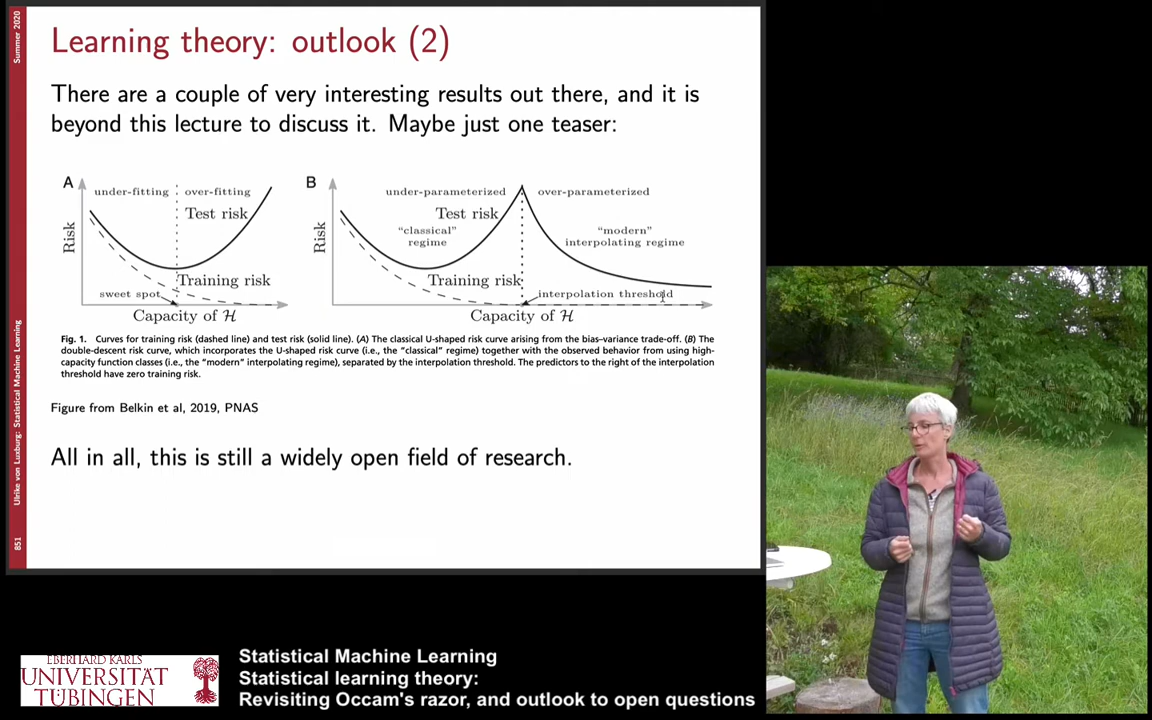 Summer 2020
Learning theory: outlook (2)
There are a couple of very interesting results out there, and it is
beyond this lecture to discuss it. Maybe just one teaser:
A
under-fitting
over-fitting
Test risk
Risk
Training risk
sweet spot
Capacity of H
B
under-parameterized
over-parameterized
Test risk
"classical"
regime
"modern"
interpolating regime
Risk
Training risk
interpolation threshold
Capacity of H
Fig. 1. Curves for training risk (dashed line) and test risk (solid line). (A) The classical U-shaped risk curve arising from the bias–variance trade-off. (B) The
double-descent risk curve, which incorporates the U-shaped risk curve (i.e., the "classical" regime) together with the observed behavior from using high-
capacity function classes (i.e., the "modern" interpolating regime), separated by the interpolation threshold. The predictors to the right of the interpolation
threshold have zero training risk.
Figure from Belkin et al, 2019, PNAS
All in all, this is still a widely open field of research.
Ulrike von Luxburg: Statistical Machine Learning
851
EBERHARD KARLS
UNIVERSITÄT
TÜBINGEN
Statistical Machine Learning
Statistical learning theory:
Revisiting Occam's razor, and outlook to open questions